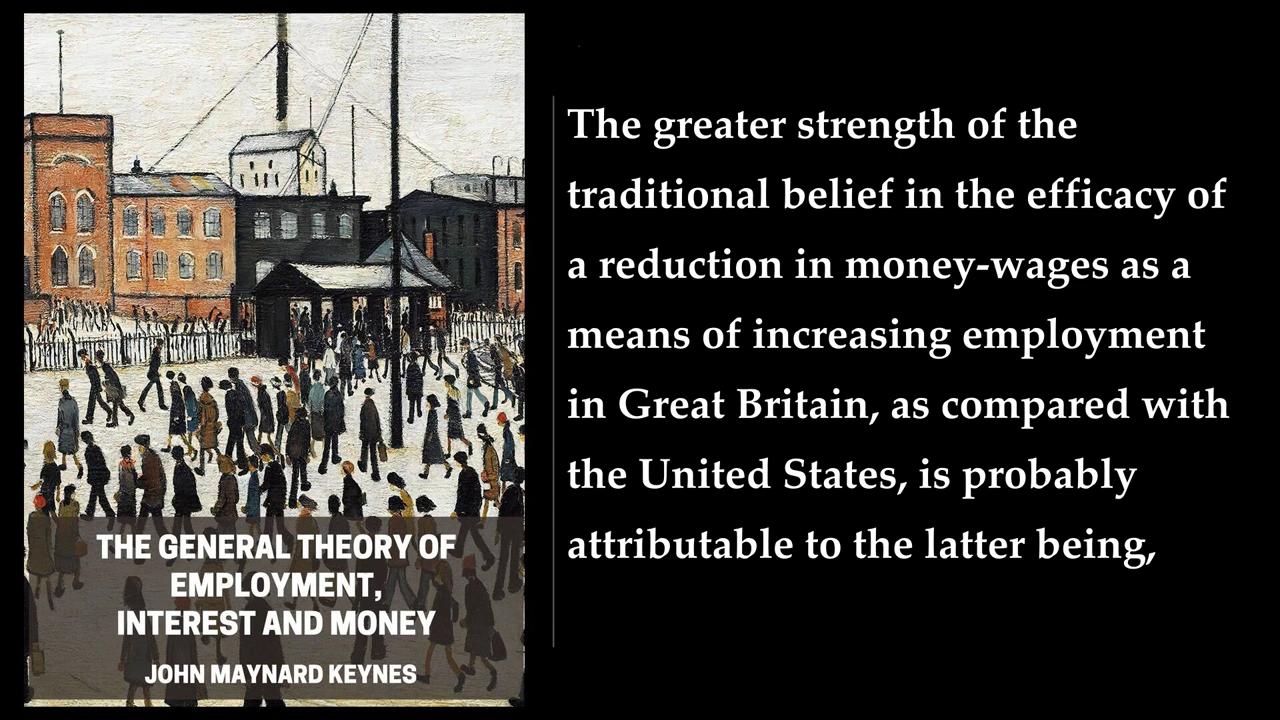 THE GENERAL THEORY OF
EMPLOYMENT,
INTEREST AND MONEY
JOHN MAYNARD KEYNES
The greater strength of the
traditional belief in the efficacy of
a reduction in money-wages as a
means of increasing employment
in Great Britain, as compared with
the United States, is probably
attributable to the latter being,